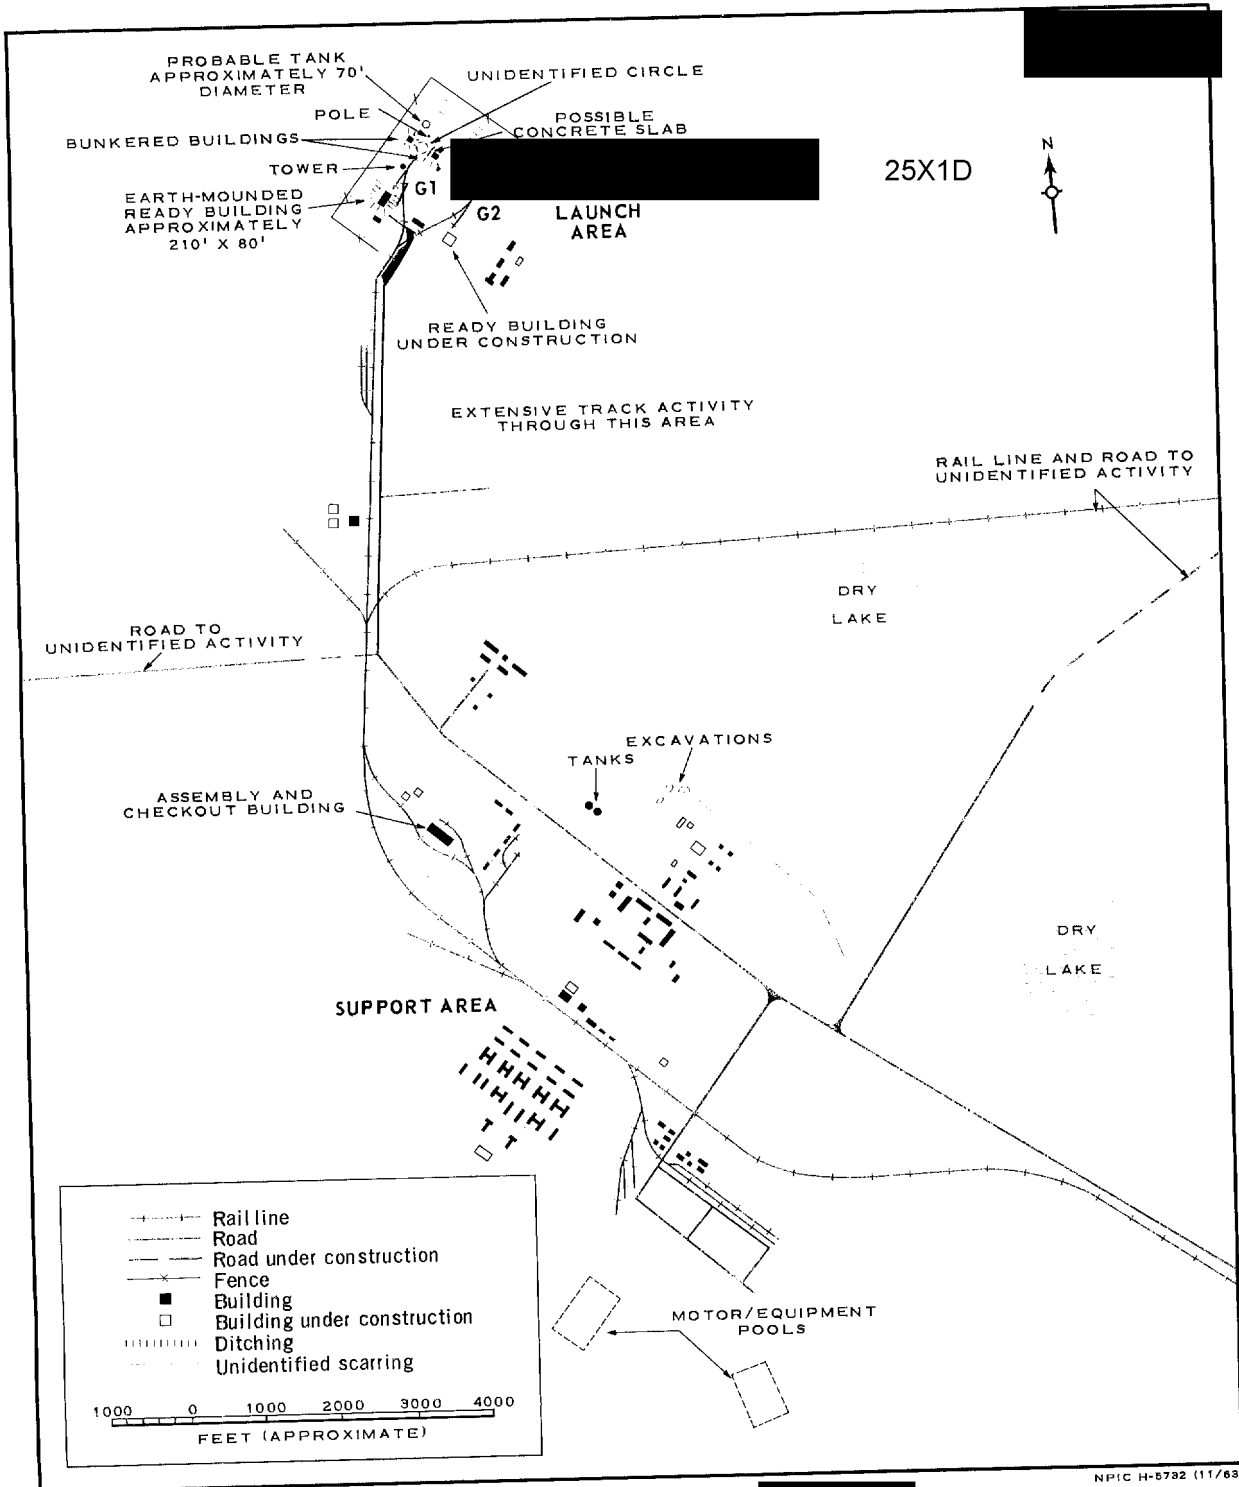 PROBABLE TANK
APPROXIMATELY 70'
DIAMETER
UNIDENTIFIED CIRCLE
POLE
POSSIBLE
CONCRETE SLAB
BUNKERED BUILDINGS
TOWER
25X1D
N
EARTH-MOUNDED
READY BUILDING
APPROXIMATELY
210' X 80'
G1
G2
LAUNCH
AREA
READY BUILDING
UNDER CONSTRUCTION
EXTENSIVE TRACK ACTIVITY
THROUGH THIS AREA
RAIL LINE AND ROAD TO
UNIDENTIFIED ACTIVITY
DRY
LAKE
ROAD TO
UNIDENTIFIED ACTIVITY
EXCAVATIONS
TANKS
ASSEMBLY AND
CHECKOUT BUILDING
DRY
LAKE
SUPPORT AREA
Rail line
Road
Road under construction
Fence
Building
Building under construction
Ditching
Unidentified scarring
1000 0 1000 2000 3000 4000
FEET (APPROXIMATE)
MOTOR/EQUIPMENT
POOLS
NPIC H-5732 (11/63